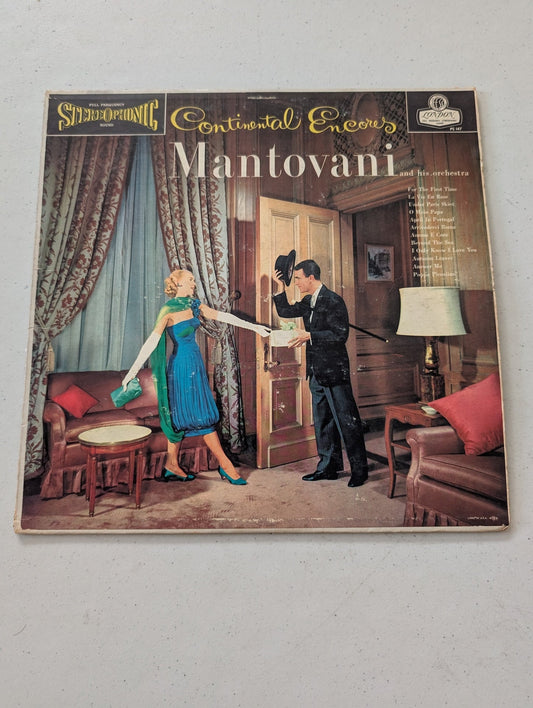 FULL FREQUENCY
STEREOPHONIC
SOUND
Continental Encores
LONDON
PS 147
Mantovani
and his orchestra
For The First Time
La Vie En Rose
Under Paris Skies
O Mein Papa
April In Portugal
Arrivederci Roma
Anema E Core
Beyond The Sea
I Only Know I Love You
Autumn Leaves
Answer Me
Poppa Piccolino